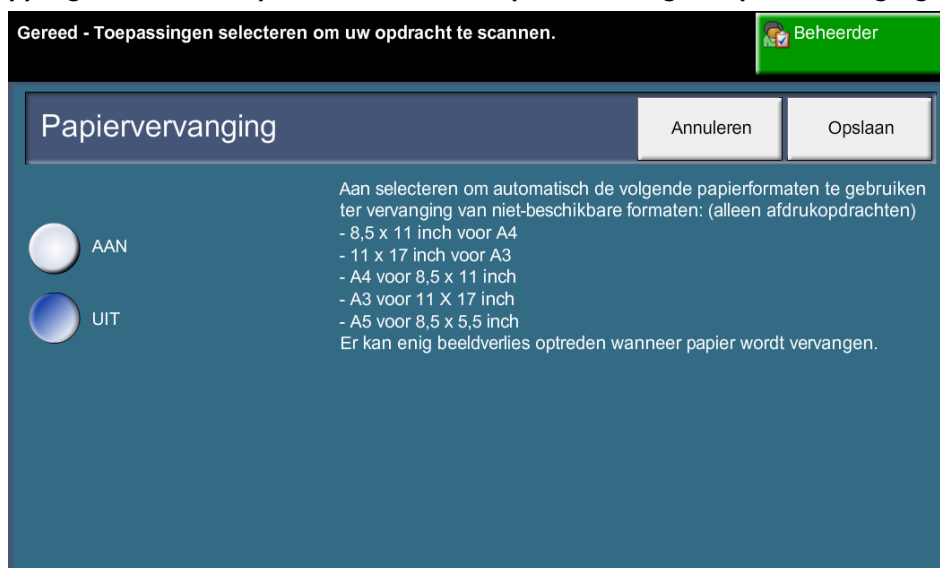 Gereed - Toepassingen selecteren om uw opdracht te scannen.
Beheerder
Papiervervanging
Annuleren
Opslaan
Aan selecteren om automatisch de volgende papierformaten te gebruiken
ter vervanging van niet-beschikbare formaten: (alleen afdrukopdrachten)
- 8,5 x 11 inch voor A4
- 11 x 17 inch voor A3
- A4 voor 8,5 x 11 inch
- A3 voor 11 X 17 inch
- A5 voor 8,5 x 5,5 inch
Er kan enig beeldverlies optreden wanneer papier wordt vervangen.
AAN
UIT